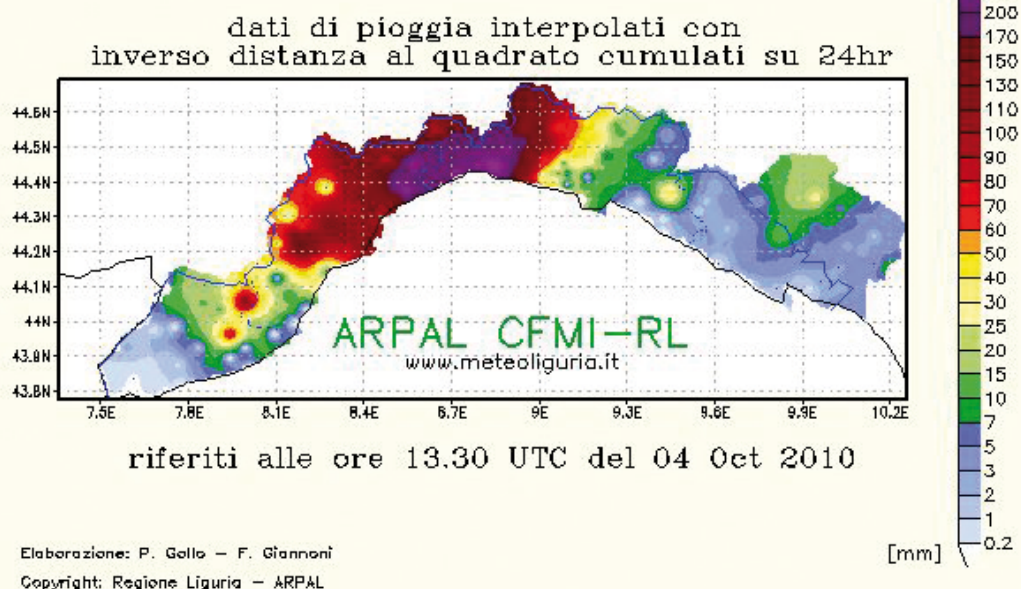 dati di pioggia interpolati con
inverso distanza al quadrato cumulati su 24hr
44.6N
44.5N
44.4N
44.3N
44.2N
44.1N
44N
43.9N
43.8N
7.5E 7.8E 8.1E 8.4E 8.7E 9E 9.3E 9.6E 9.9E 10.2E
ARPAL CFMI-RL
www.meteoliguria.it
riferiti alle ore 13.30 UTC del 04 Oct 2010
200
170
150
130
110
100
90
80
70
60
50
40
30
25
20
15
10
7
5
3
2
1
0.2
[mm]
Elaborazione: P. Gollo - F. Giannoni
Copyright: Regione Liguria - ARPAL